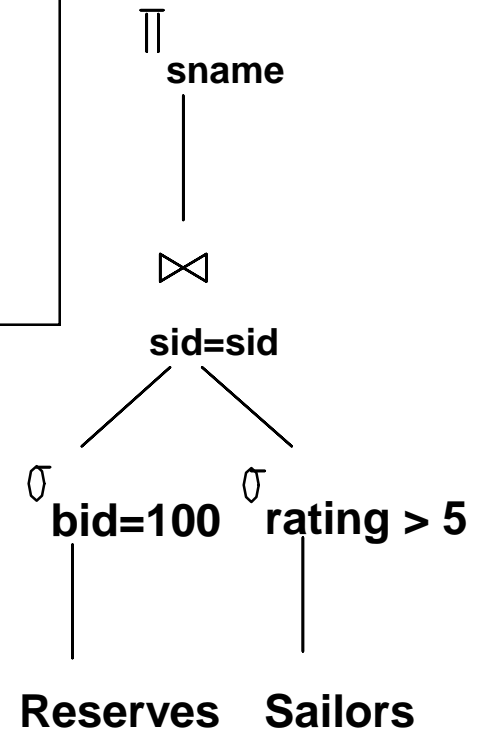 π
sname
⋈
sid=sid
σ bid=100 σ rating > 5
Reserves Sailors